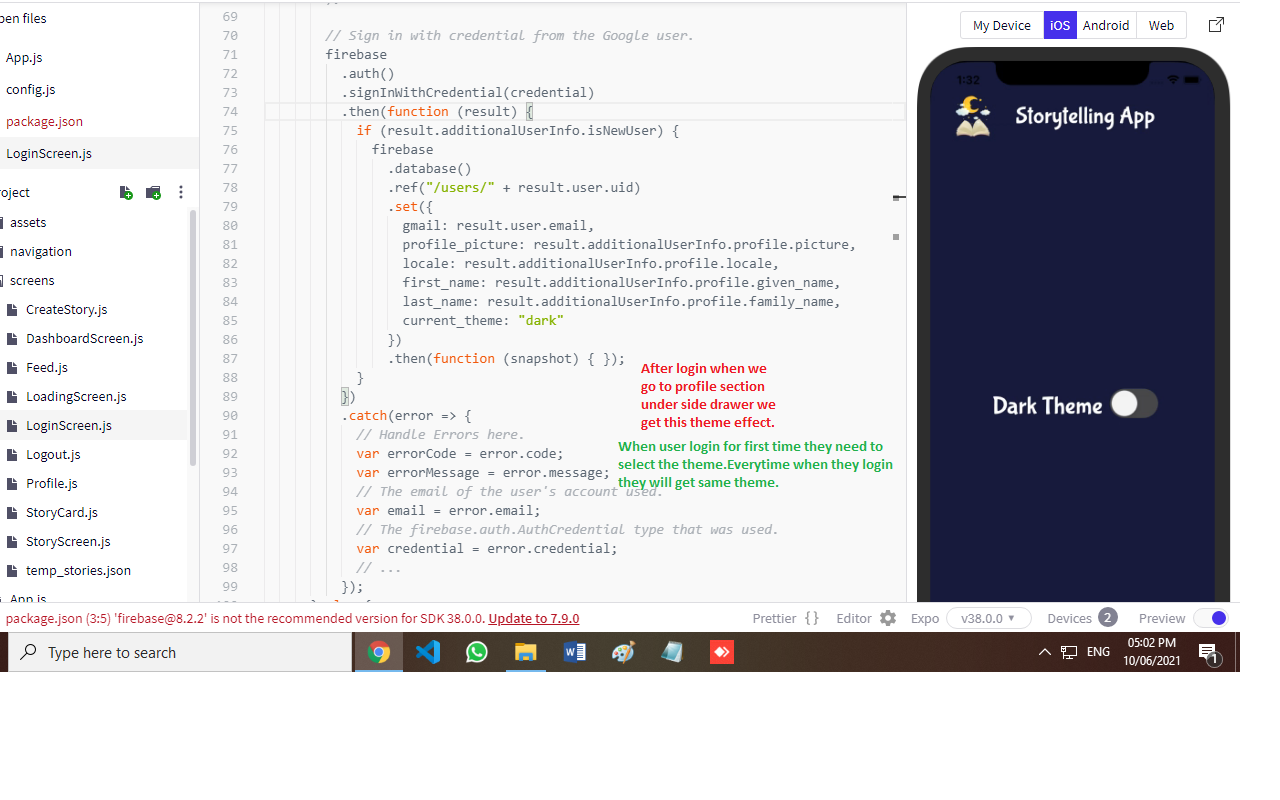 pen files
App.js
config.js
package.json
LoginScreen.js
roject
assets
navigation
screens
CreateStory.js
DashboardScreen.js
Feed.js
LoadingScreen.js
LoginScreen.js
Logout.js
Profile.js
StoryCard.js
StoryScreen.js
temp_stories.json
App.js
69
70 // Sign in with credential from the Google user.
71 firebase
72 .auth()
73 .signInWithCredential(credential)
74 .then(function (result) {
75 if (result.additionalUserInfo.isNewUser) {
76 firebase
77 .database()
78 .ref("/users/" + result.user.uid)
79 .set({
80 gmail: result.user.email,
81 profile_picture: result.additionalUserInfo.profile.picture,
82 locale: result.additionalUserInfo.profile.locale,
83 first_name: result.additionalUserInfo.profile.given_name,
84 last_name: result.additionalUserInfo.profile.family_name,
85 current_theme: "dark"
86 })
87 .then(function (snapshot) { });
88 }
89 })
90 .catch(error => {
91 // Handle Errors here.
92 var errorCode = error.code;
93 var errorMessage = error.message;
94 // The email of the user's account used.
95 var email = error.email;
96 // The firebase.auth.AuthCredential type that was used.
97 var credential = error.credential;
98 // ...
99 });
After login when we
go to profile section
under side drawer we
get this theme effect.
When user login for first time they need to
select the theme.Everytime when they login
they will get same theme.
My Device iOS Android Web
1:32
Storytelling App
Dark Theme
package.json (3:5) 'firebase@8.2.2' is not the recommended version for SDK 38.0.0. Update to 7.9.0
Prettier { } Editor Expo v38.0.0 Devices 2 Preview
Type here to search
ENG
05:02 PM
10/06/2021
1